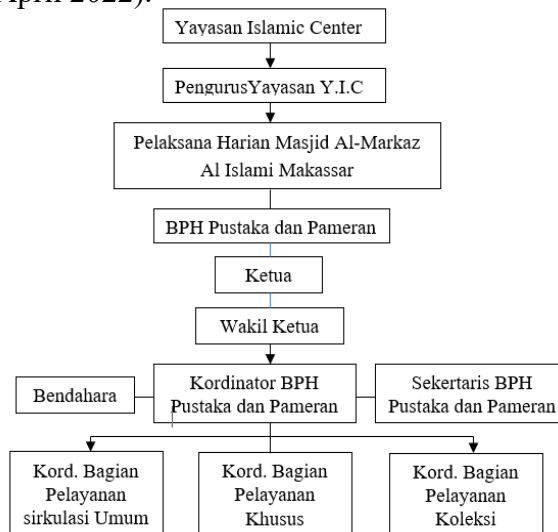 April 2022).
Yayasan Islamic Center
PengurusYayasan Y.I.C
Pelaksana Harian Masjid Al-Markaz
Al Islami Makassar
BPH Pustaka dan Pameran
Ketua
Wakil Ketua
Bendahara
Kordinator BPH
Pustaka dan Pameran
Sekertaris BPH
Pustaka dan Pameran
Kord. Bagian
Pelayanan
sirkulasi Umum
Kord. Bagian
Pelayanan
Khusus
Kord. Bagian
Pelayanan
Koleksi